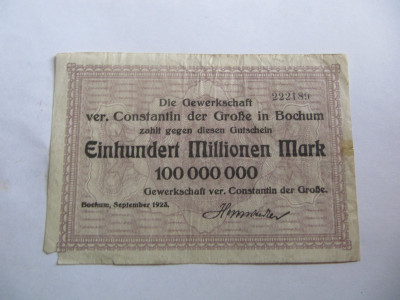 222189
Die Gewerkschaft
ver. Constantin der Große in Bochum
zahlt gegen diesen Gutschein
Einhundert Millionen Mark
100 000 000
Gewerkschaft ver. Constantin der Große.
Bochum, September 1923.